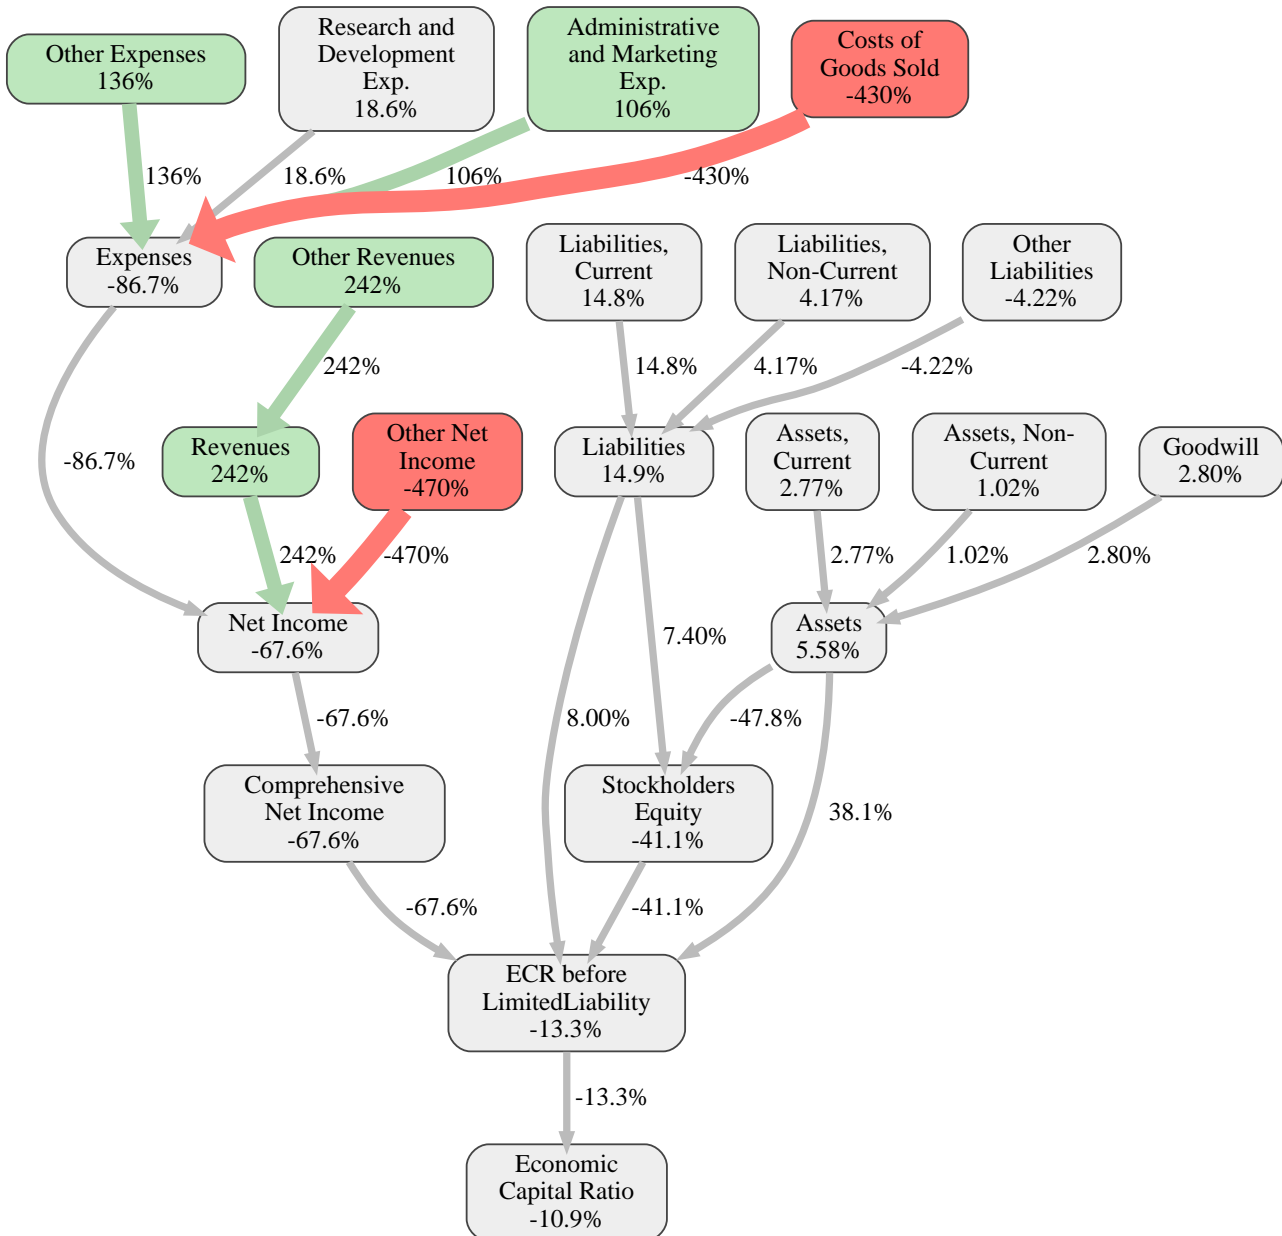 Other Expenses
136%
Research and
Development
Exp.
18.6%
Administrative
and Marketing
Exp.
106%
Costs of
Goods Sold
-430%
136%
18.6%
106%
-430%
Expenses
-86.7%
Other Revenues
242%
Liabilities,
Current
14.8%
Liabilities,
Non-Current
4.17%
Other
Liabilities
-4.22%
242%
14.8%
4.17%
-4.22%
-86.7%
Revenues
242%
Other Net
Income
-470%
Liabilities
14.9%
Assets,
Current
2.77%
Assets, Non-
Current
1.02%
Goodwill
2.80%
242%
-470%
2.77%
1.02%
2.80%
Net Income
-67.6%
7.40%
Assets
5.58%
-67.6%
8.00%
-47.8%
Comprehensive
Net Income
-67.6%
Stockholders
Equity
-41.1%
38.1%
-67.6%
-41.1%
ECR before
LimitedLiability
-13.3%
-13.3%
Economic
Capital Ratio
-10.9%